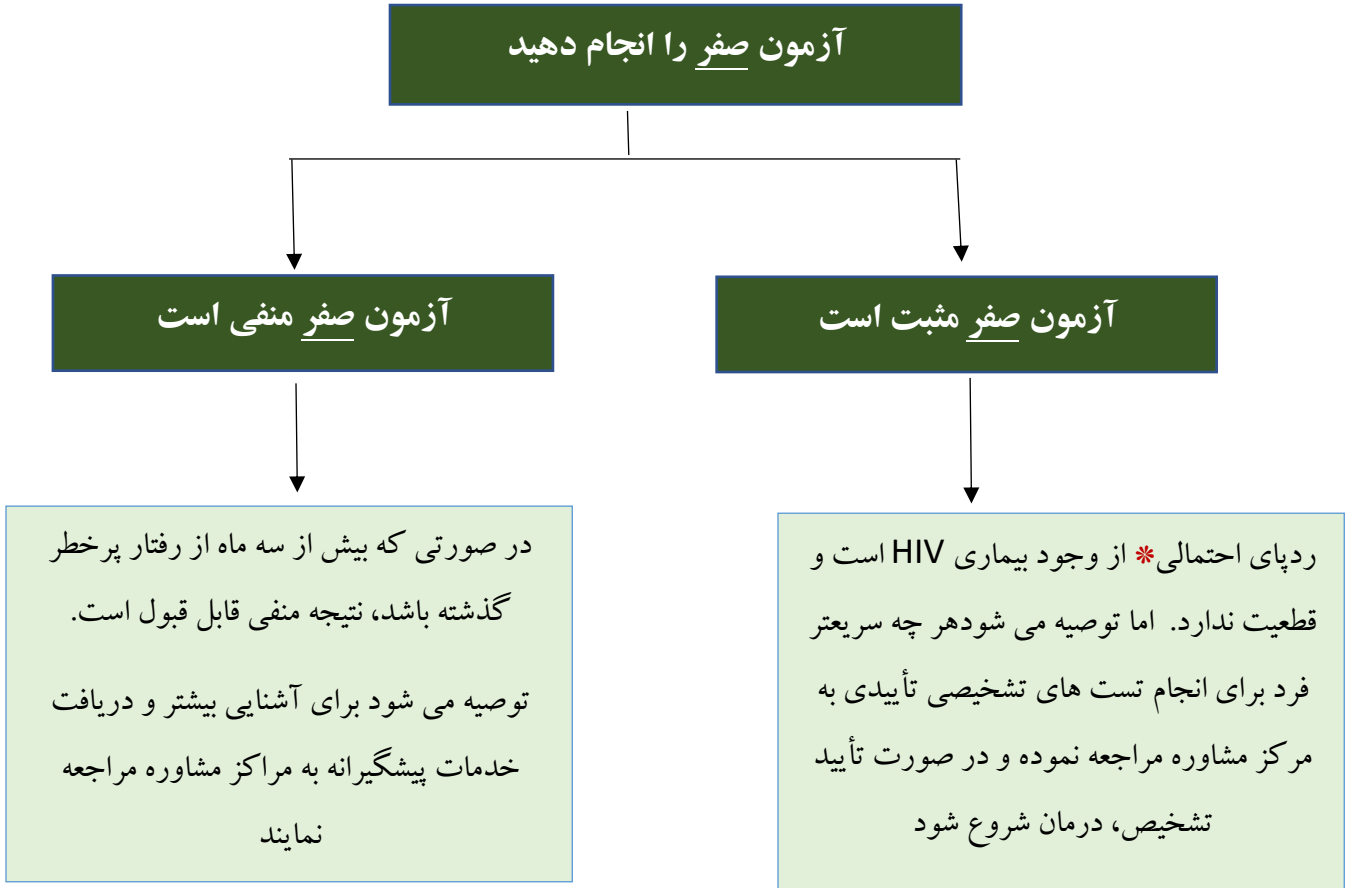 آزمون صفر را انجام دهید
آزمون صفر مثبت است
آزمون صفر منفی است
ردپای احتمالی* از وجود بیماری HIV است و
قطعیت ندارد. اما توصیه می شودهر چه سریعتر
فرد برای انجام تست های تشخیصی تأییدی به
مرکز مشاوره مراجعه نموده و در صورت تأیید
تشخیص، درمان شروع شود
در صورتی که بیش از سه ماه از رفتار پرخطر
گذشته باشد، نتیجه منفی قابل قبول است.
توصیه می شود برای آشنایی بیشتر و دریافت
خدمات پیشگیرانه به مراکز مشاوره مراجعه
نمایند